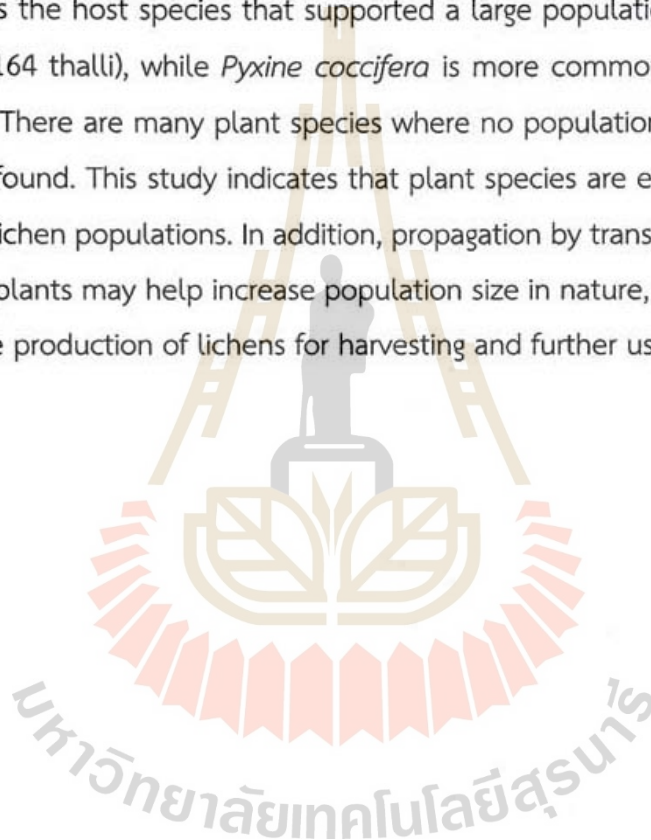 s the host species that supported a large populati
164 thalli), while Pyxine coccifera is more commo
There are many plant species where no population
found. This study indicates that plant species are e
ichen populations. In addition, propagation by trans
plants may help increase population size in nature,
e production of lichens for harvesting and further us
มหาวิทยาลัยเทคโนโลยีสุรนารี